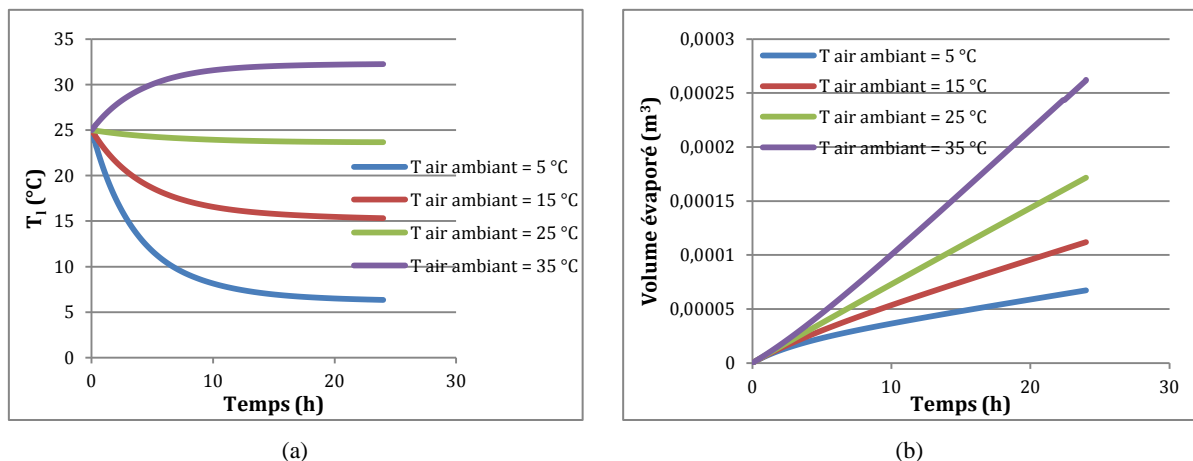 35
30
25
20
15
10
5
0
T₁ (°C)
0
10
20
30
Temps (h)
T air ambiant = 5 °C
T air ambiant = 15 °C
T air ambiant = 25 °C
T air ambiant = 35 °C
(a)
0,0003
0,00025
0,0002
0,00015
0,0001
0,00005
0
Volume évaporé (m³)
0
10
20
30
Temps (h)
T air ambiant = 5 °C
T air ambiant = 15 °C
T air ambiant = 25 °C
T air ambiant = 35 °C
(b)